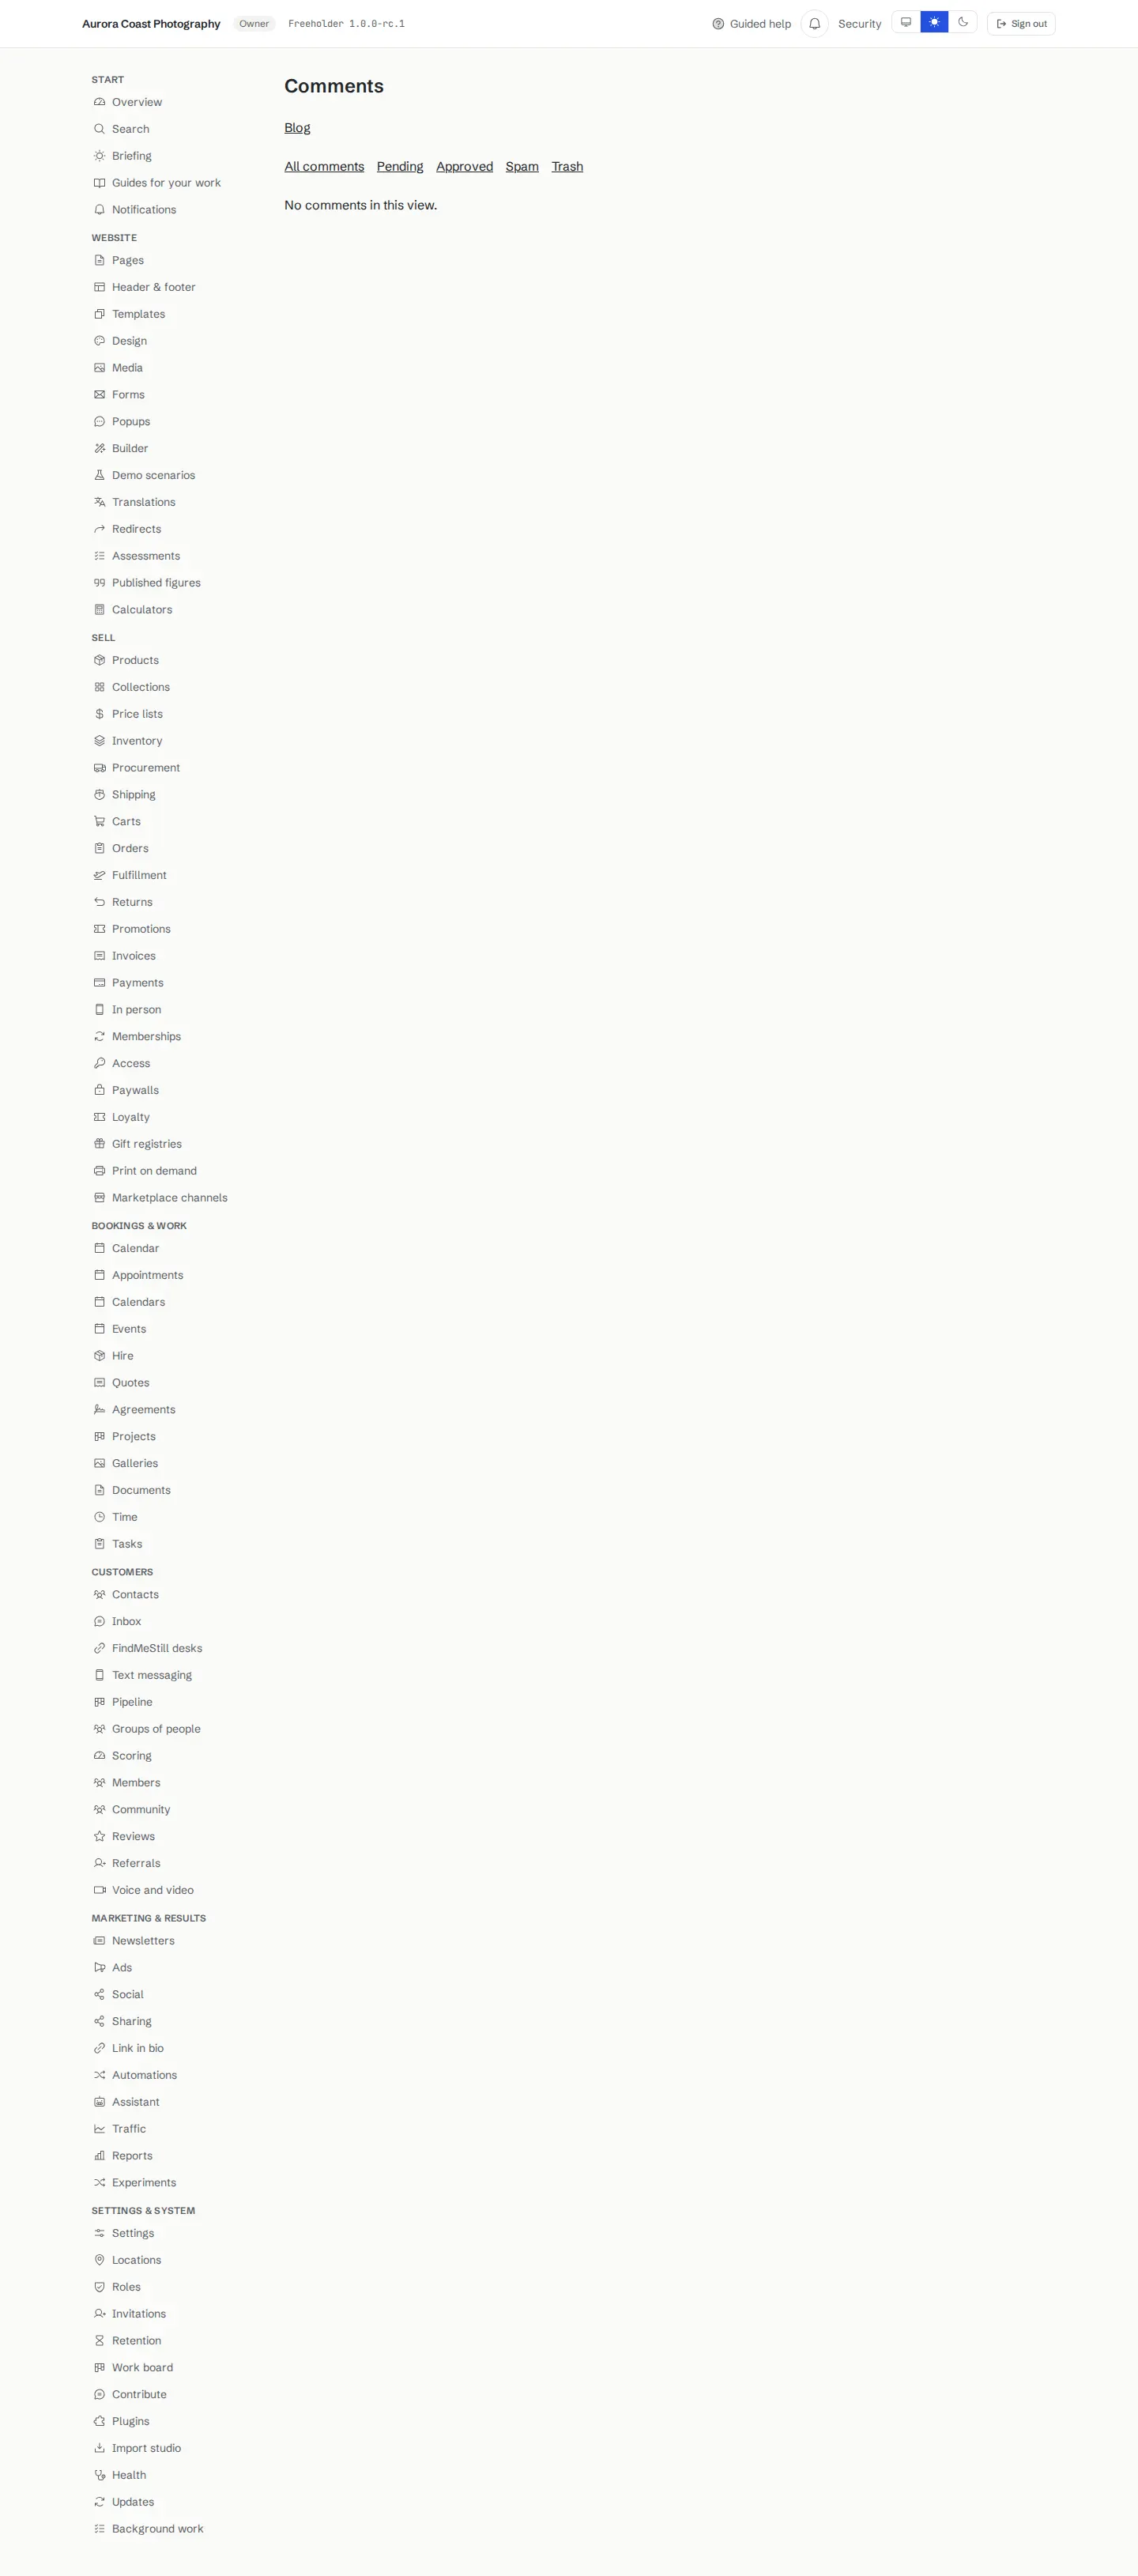 Aurora Coast Photography Owner Freeholder 1.0.0-rc.1 Guided help Security Sign out
START
Overview
Search
Briefing
Guides for your work
Notifications
WEBSITE
Pages
Header & footer
Templates
Design
Media
Forms
Popups
Builder
Demo scenarios
Translations
Redirects
Assessments
Published figures
Calculators
SELL
Products
Collections
Price lists
Inventory
Procurement
Shipping
Carts
Orders
Fulfillment
Returns
Promotions
Invoices
Payments
In person
Memberships
Access
Paywalls
Loyalty
Gift registries
Print on demand
Marketplace channels
BOOKINGS & WORK
Calendar
Appointments
Calendars
Events
Hire
Quotes
Agreements
Projects
Galleries
Documents
Time
Tasks
CUSTOMERS
Contacts
Inbox
FindMeStill desks
Text messaging
Pipeline
Groups of people
Scoring
Members
Community
Reviews
Referrals
Voice and video
MARKETING & RESULTS
Newsletters
Ads
Social
Sharing
Link in bio
Automations
Assistant
Traffic
Reports
Experiments
SETTINGS & SYSTEM
Settings
Locations
Roles
Invitations
Retention
Work board
Contribute
Plugins
Import studio
Health
Updates
Background work
Comments
Blog
All comments Pending Approved Spam Trash
No comments in this view.